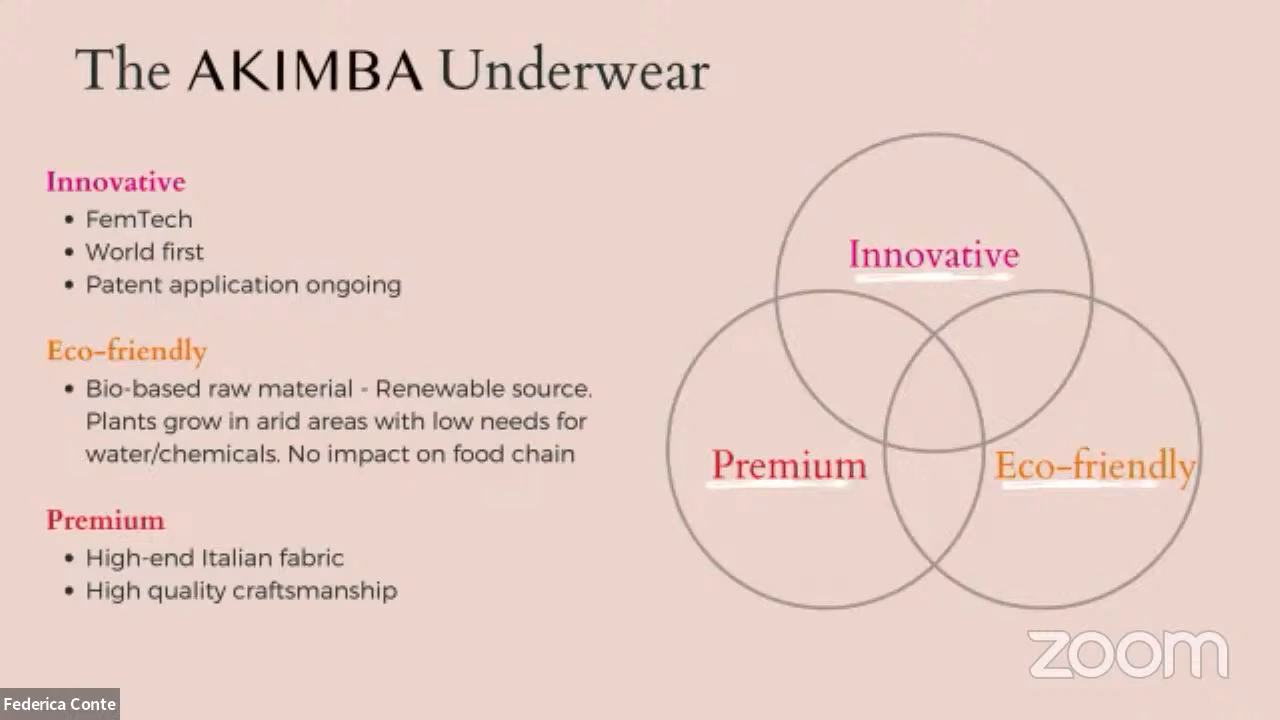 The AKIMBA Underwear
Innovative
• FemTech
• World first
• Patent application ongoing
Eco-friendly
• Bio-based raw material - Renewable source.
Plants grow in arid areas with low needs for
water/chemicals. No impact on food chain
Premium
• High-end Italian fabric
• High quality craftsmanship
Innovative
Premium
Eco-friendly
zoom
Federica Conte